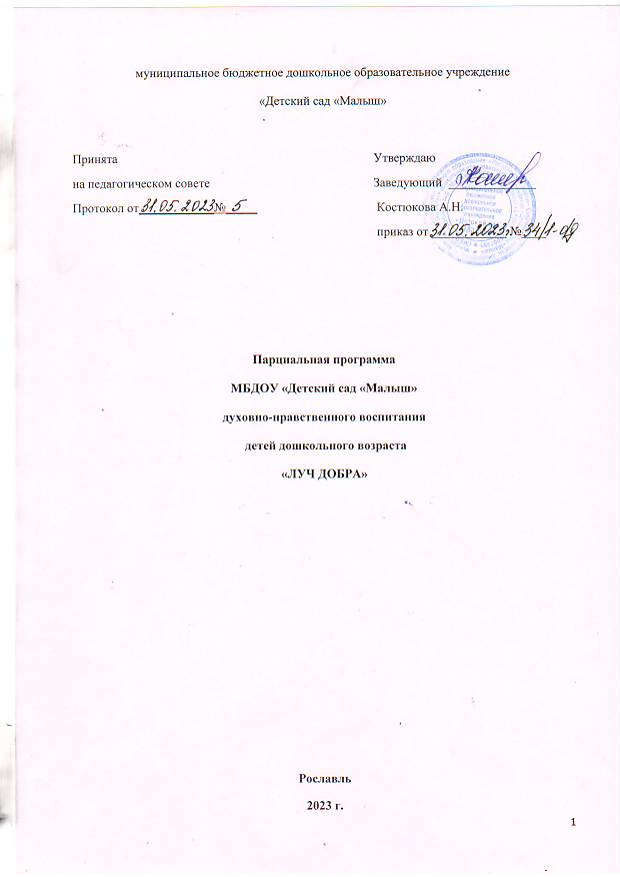 муниципальное бюджетное дошкольное образовательное учреждение
«Детский сад «Малыш»
Принята
на педагогическом совете
Протокол от 31.05.2023 № 5
Утверждаю
Заведующий
Костюкова А.Н.
приказ от 31.05.2023г № 34/1-од
Парциальная программа
МБДОУ «Детский сад «Малыш»
духовно-нравственного воспитания
детей дошкольного возраста
«ЛУЧ ДОБРА»
Рославль
2023 г.
1